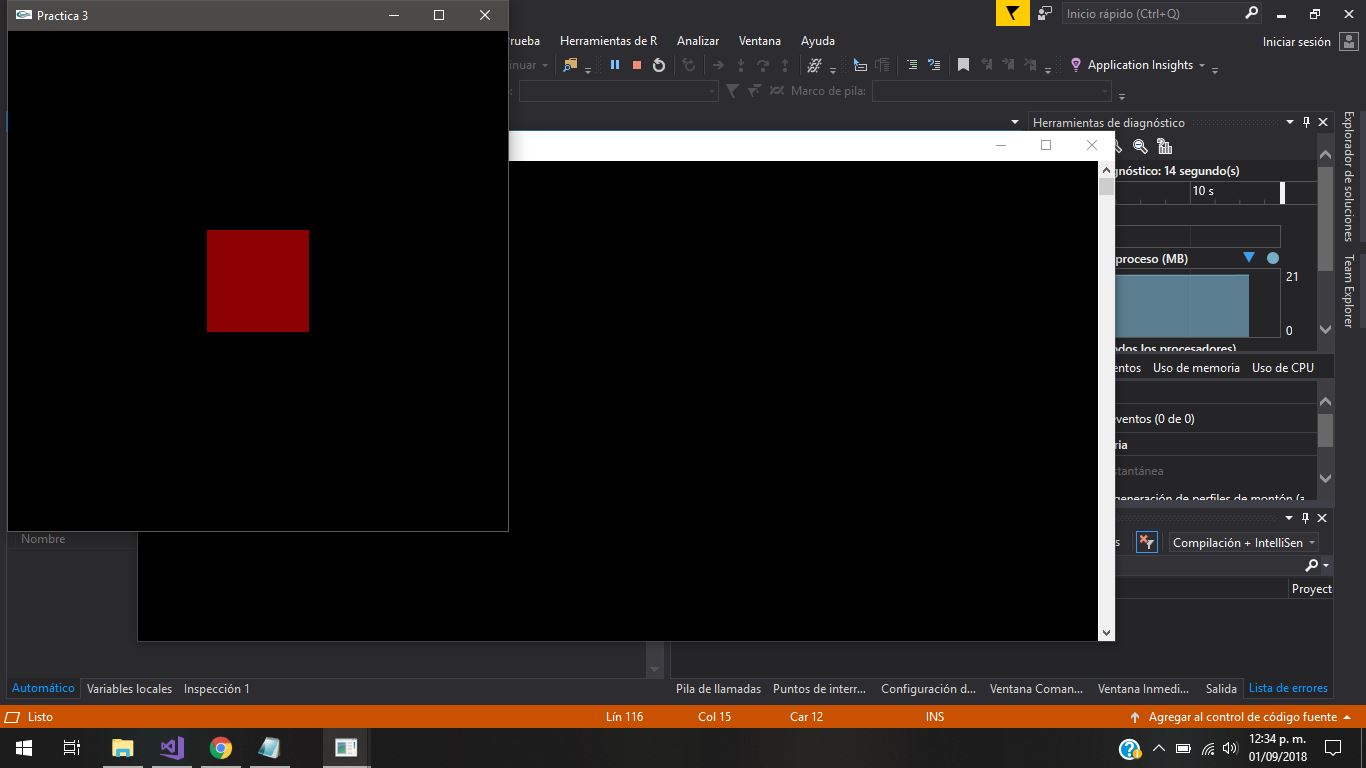 Practica 3
Inicio rápido (Ctrl+Q)
rueba Herramientas de R Analizar Ventana Ayuda
Iniciar sesión
nuar
Application Insights
Marco de pila:
Herramientas de diagnóstico
gnóstico: 14 segundo(s)
10 s
proceso (MB)
21
0
odos los procesadores)
entos Uso de memoria Uso de CPU
eventos (0 de 0)
ria
stantánea
generación de perfiles de montón (a
Explorador de soluciones
Team Explorer
Nombre
s Compilación + IntelliSen
Proyect
Automático Variables locales Inspección 1
Pila de llamadas Puntos de interr... Configuración d... Ventana Coman... Ventana Inmedi... Salida Lista de errores
Listo Lín 116 Col 15 Car 12 INS Agregar al control de código fuente
12:34 p. m.
01/09/2018